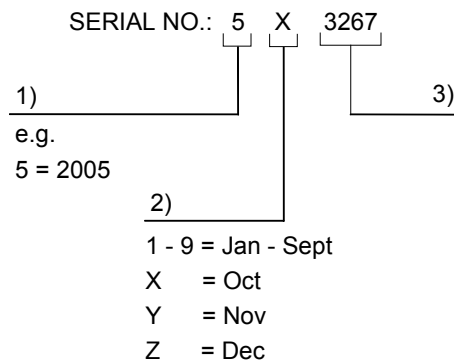 SERIAL NO.: 5 X 3267
1) 3)
e.g.
5 = 2005
2)
1 - 9 = Jan - Sept
X = Oct
Y = Nov
Z = Dec